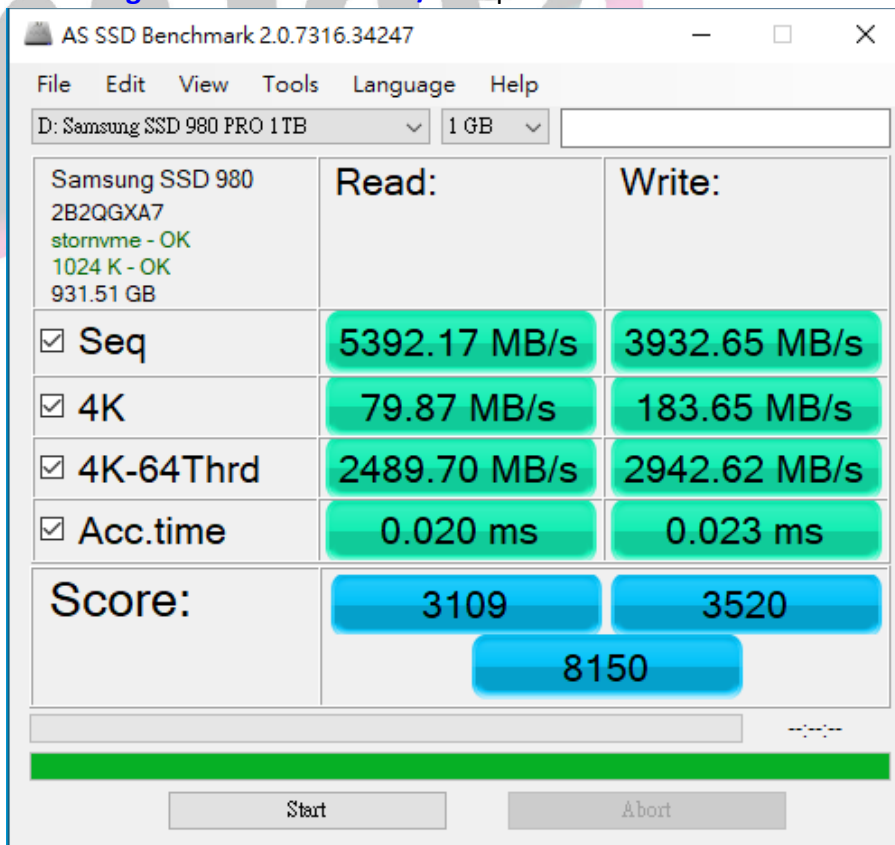 AS SSD Benchmark 2.0.7316.34247
File Edit View Tools Language Help
D: Samsung SSD 980 PRO 1TB 1 GB
Samsung SSD 980
2B2QGXA7
stornvme - OK
1024 K - OK
931.51 GB
Read: Write:
Seq 5392.17 MB/s 3932.65 MB/s
4K 79.87 MB/s 183.65 MB/s
4K-64Thrd 2489.70 MB/s 2942.62 MB/s
Acc.time 0.020 ms 0.023 ms
Score: 3109 3520
8150
--:--:--
Start Abort